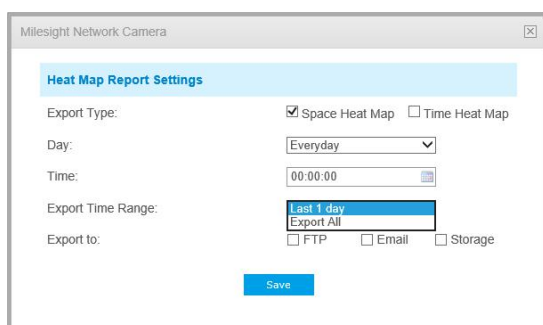 Milesight Network Camera
Heat Map Report Settings
Export Type: Space Heat Map Time Heat Map
Day: Everyday
Time: 00:00:00
Export Time Range: Last 1 day
Export All
Export to: FTP Email Storage
Save